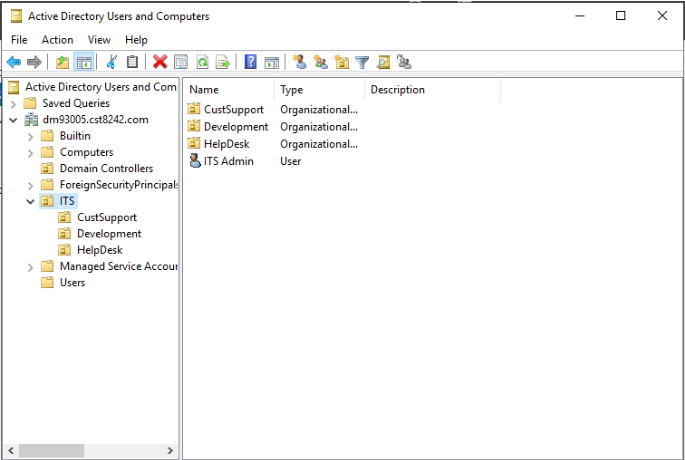 Active Directory Users and Computers
File Action View Help
Active Directory Users and Com
Saved Queries
dm93005.cst8242.com
Builtin
Computers
Domain Controllers
ForeignSecurityPrincipals
ITS
CustSupport
Development
HelpDesk
Managed Service Accour
Users
Name Type Description
CustSupport Organizational...
Development Organizational...
HelpDesk Organizational...
ITS Admin User